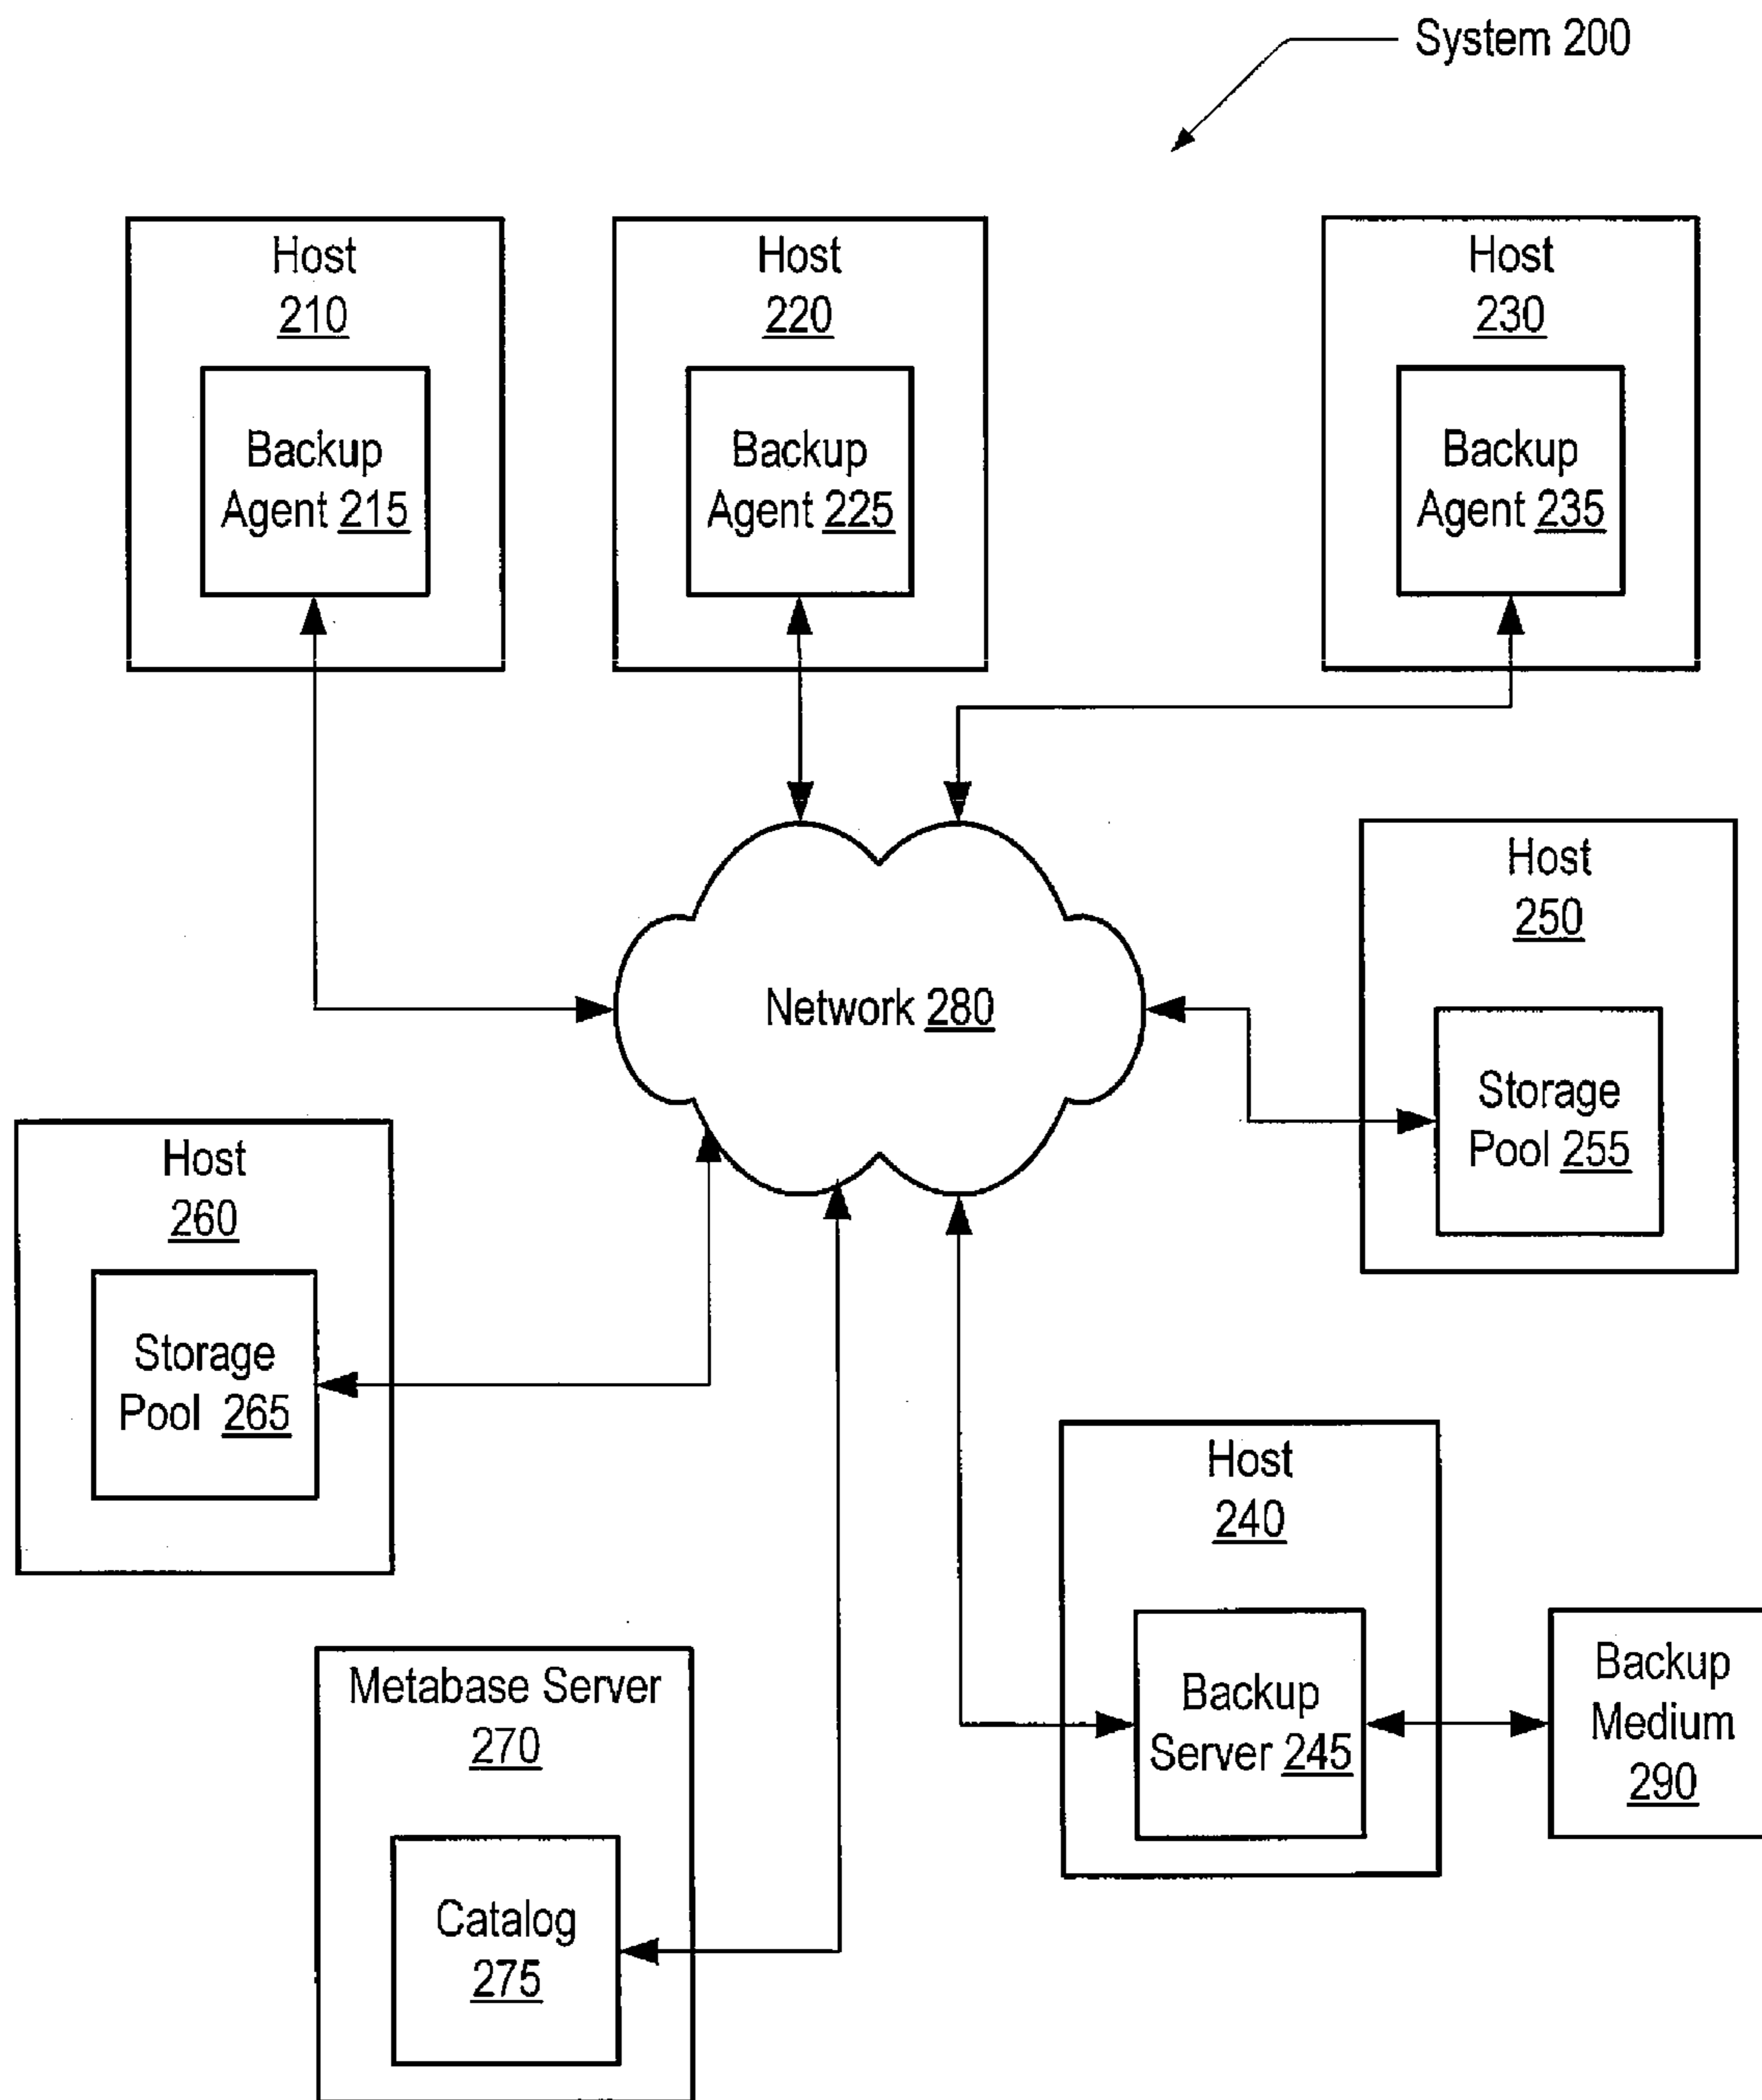 System 200
Host
210
Backup
Agent 215
Host
220
Backup
Agent 225
Host
230
Backup
Agent 235
Network 280
Host
250
Storage
Pool 255
Host
260
Storage
Pool 265
Host
240
Backup
Server 245
Backup
Medium
290
Metabase Server
270
Catalog
275